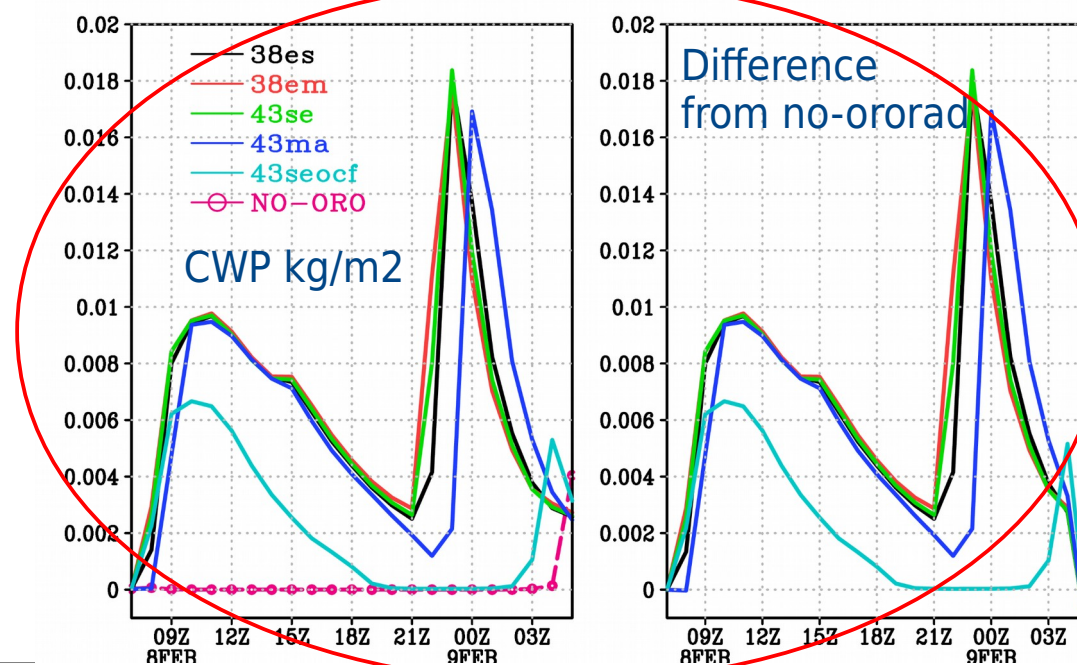 0.02
0.018
0.016
0.014
0.012
0.01
0.008
0.006
0.004
0.002
0
38es
38em
43se
43ma
43seocf
NO-ORO
CWP kg/m2
09Z 12Z 15Z 18Z 21Z 00Z 03Z
8FEB 9FEB
0.02
0.018
0.016
0.014
0.012
0.01
0.008
0.006
0.004
0.002
0
Difference
from no-ororad
09Z 12Z 15Z 18Z 21Z 00Z 03Z
8FEB 9FEB